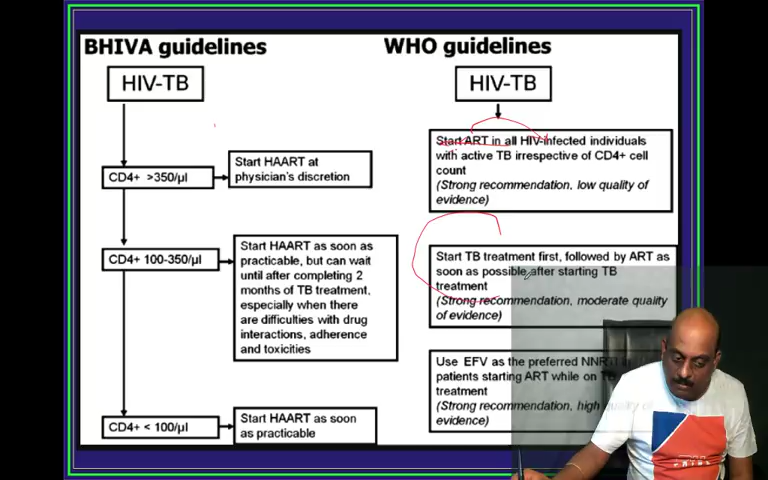 BHIVA guidelines
HIV-TB
CD4+ >350/µl
Start HAART at
physician's discretion
CD4+ 100-350/µl
Start HAART as soon as
practicable, but can wait
until after completing 2
months of TB treatment,
especially when there
are difficulties with drug
interactions, adherence
and toxicities
CD4+ < 100/µl
Start HAART as soon
as practicable
WHO guidelines
HIV-TB
Start ART in all HIV-infected individuals
with active TB irrespective of CD4+ cell
count
(Strong recommendation, low quality of
evidence)
Start TB treatment first, followed by ART as
soon as possible after starting TB
treatment
(Strong recommendation, moderate quality
of evidence)
Use EFV as the preferred NNRTI in
patients starting ART while on
treatment
(Strong recommendation, high quality of
evidence)